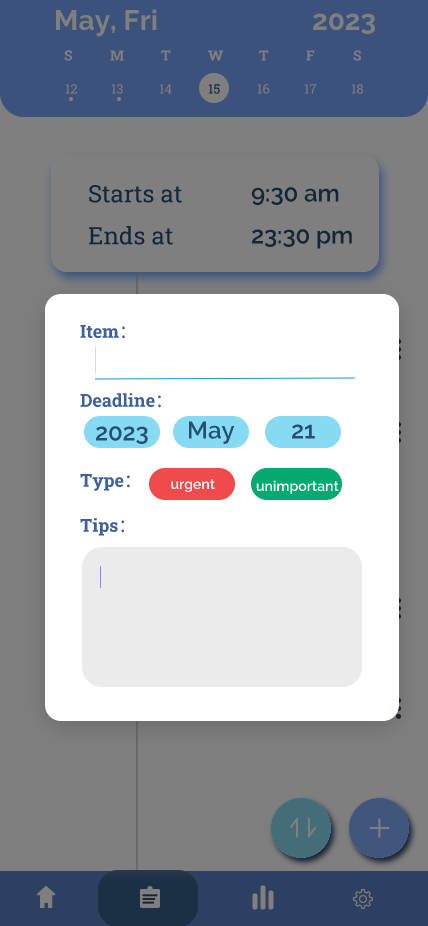 May, Fri 2023
S M T W T F S
12 13 14 15 16 17 18
Starts at 9:30 am
Ends at 23:30 pm
Item:
Deadline:
2023 May 21
Type: urgent unimportant
Tips: